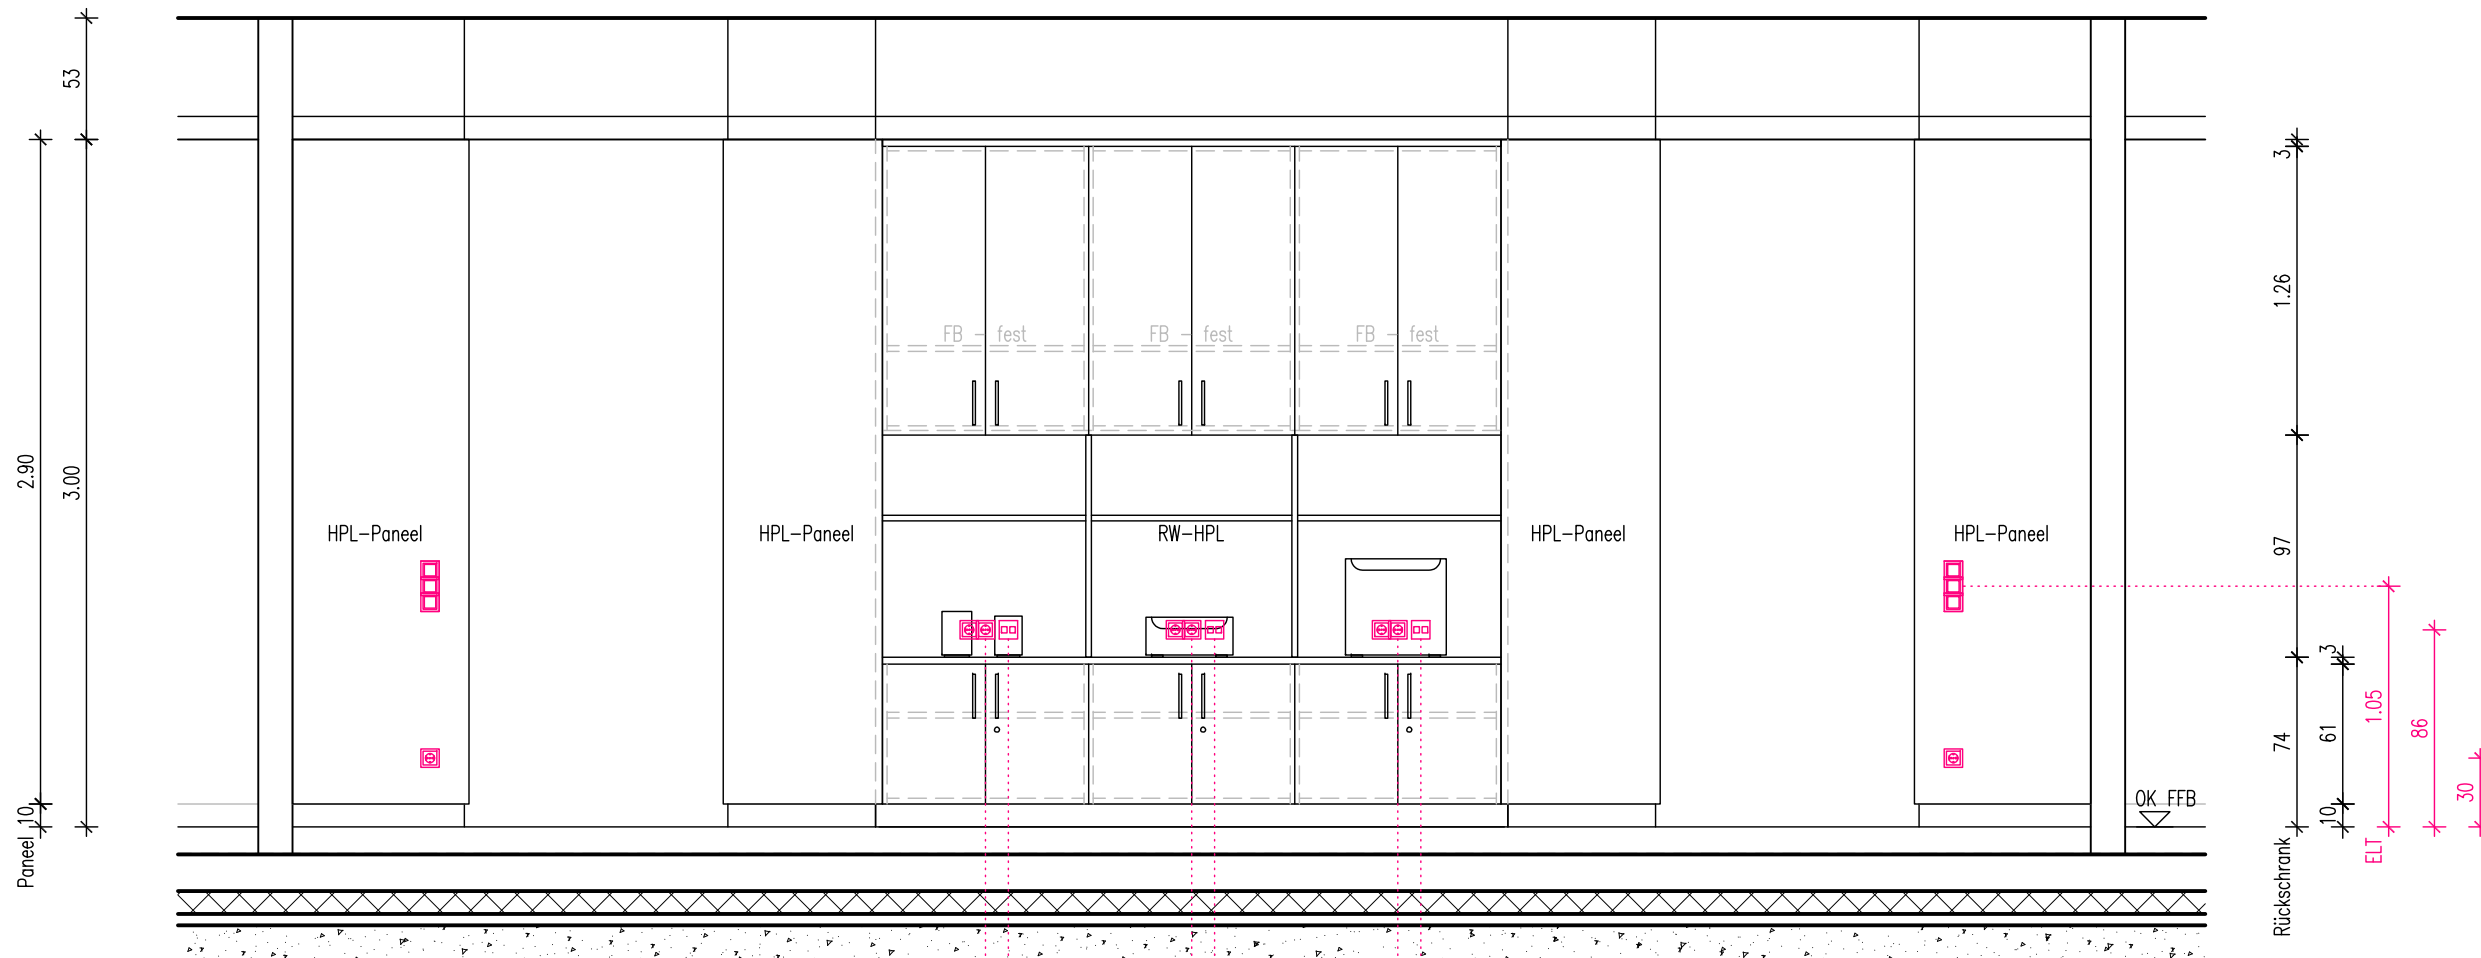 53
3
1.26
FB - fest
FB - fest
FB - fest
2.90
3.00
HPL-Paneel
HPL-Paneel
RW-HPL
HPL-Paneel
HPL-Paneel
97
3
1.05
86
74
61
30
OK FFB
10
10
Paneel
Rückschrank
ELT